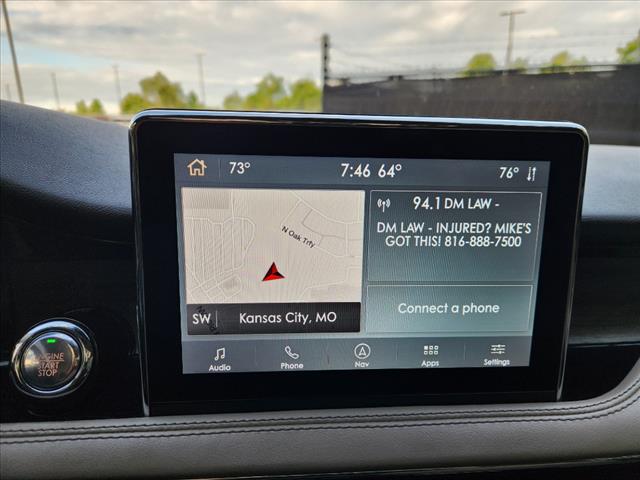 73° 7:46 64° 76°
N Oak Trfy
SW Kansas City, MO
94.1 DM LAW -
DM LAW - INJURED? MIKE'S
GOT THIS! 816-888-7500
Connect a phone
Audio Phone Nav Apps Settings
ENGINE
START
STOP